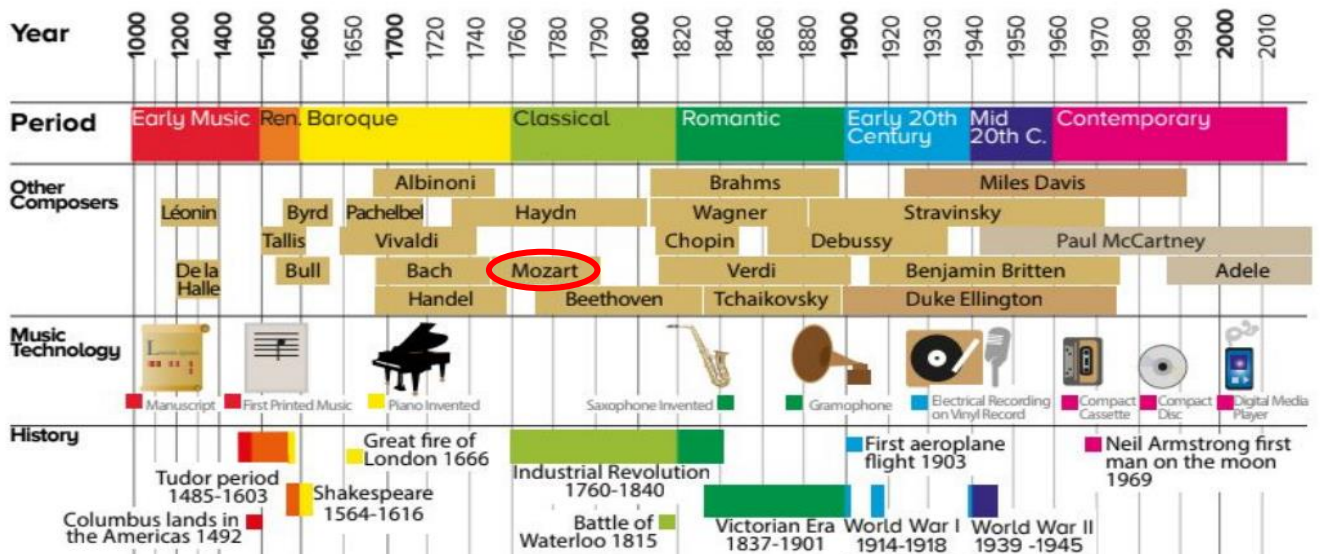 Year
1000 1200 1400 1500 1600 1650 1700 1720 1740 1760 1780 1790 1800 1820 1840 1860 1880 1900 1920 1930 1940 1950 1960 1970 1980 1990 2000 2010
Period
Early Music Ren. Baroque Classical Romantic Early 20th Century Mid 20th C. Contemporary
Other
Composers
Albinoni Brahms Miles Davis
Léonin Byrd Pachelbel Haydn Wagner Stravinsky
Tallis Vivaldi Chopin Debussy Paul McCartney
De la Halle Bull Bach Mozart Verdi Benjamin Britten Adele
Handel Beethoven Tchaikovsky Duke Ellington
Music
Technology
Manuscript First Printed Music Piano Invented Saxophone Invented Gramophone Electrical Recording on Vinyl Record Compact Cassette Compact Disc Digital Media Player
History
Tudor period
1485-1603
Columbus lands in
the Americas 1492
Shakespeare
1564-1616
Great fire of
London 1666
Industrial Revolution
1760-1840
Battle of
Waterloo 1815
Victorian Era
1837-1901
First aeroplane
flight 1903
World War I
1914-1918
World War II
1939 -1945
Neil Armstrong first
man on the moon
1969